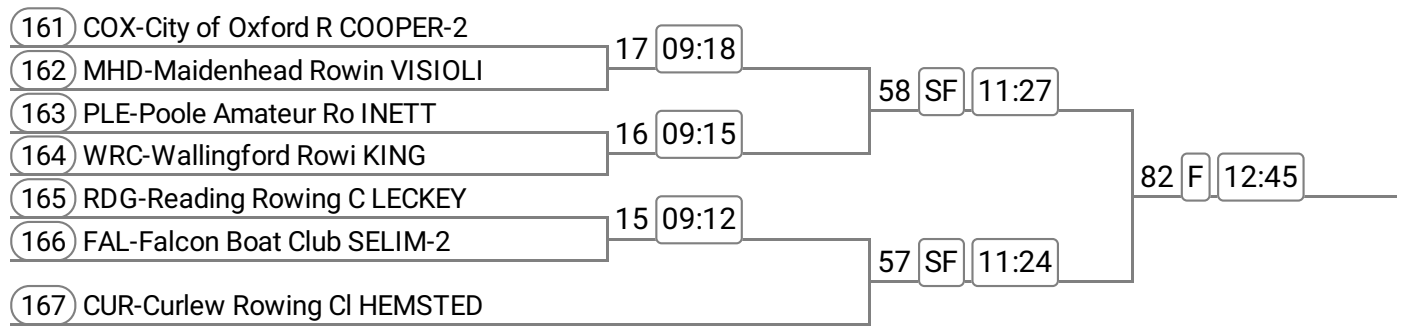 161 COX-City of Oxford R COOPER-2
17 09:18
162 MHD-Maidenhead Rowin VISIOLI
58 SF 11:27
163 PLE-Poole Amateur Ro INETT
16 09:15
164 WRC-Wallingford Rowi KING
82 F 12:45
165 RDG-Reading Rowing C LECKEY
15 09:12
166 FAL-Falcon Boat Club SELIM-2
57 SF 11:24
167 CUR-Curlew Rowing Cl HEMSTED